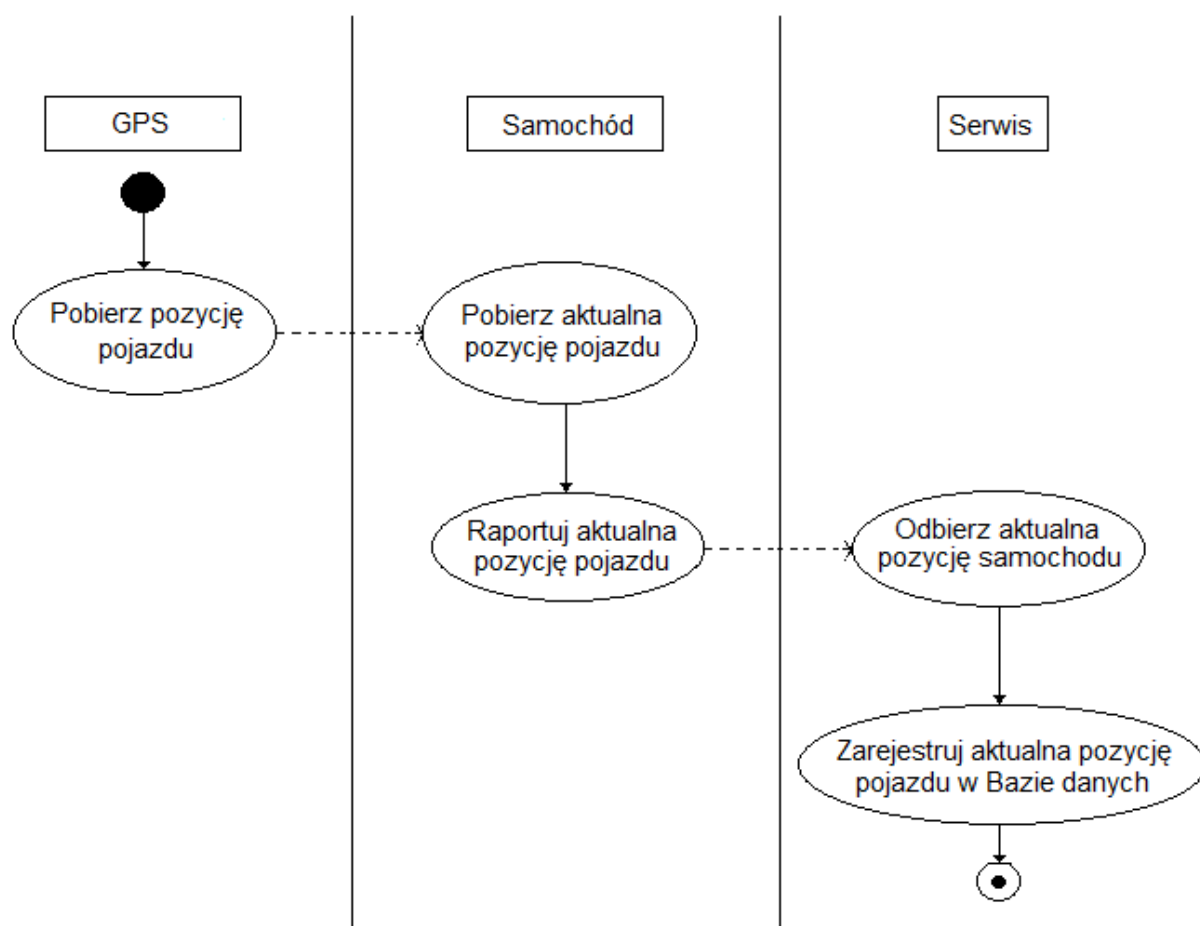 GPS
Samochód
Serwis
Pobierz pozycję
pojazdu
Pobierz aktualna
pozycję pojazdu
Raportuj aktualna
pozycję pojazdu
Odbierz aktualna
pozycję samochodu
Zarejestruj aktualna pozycję
pojazdu w Bazie danych